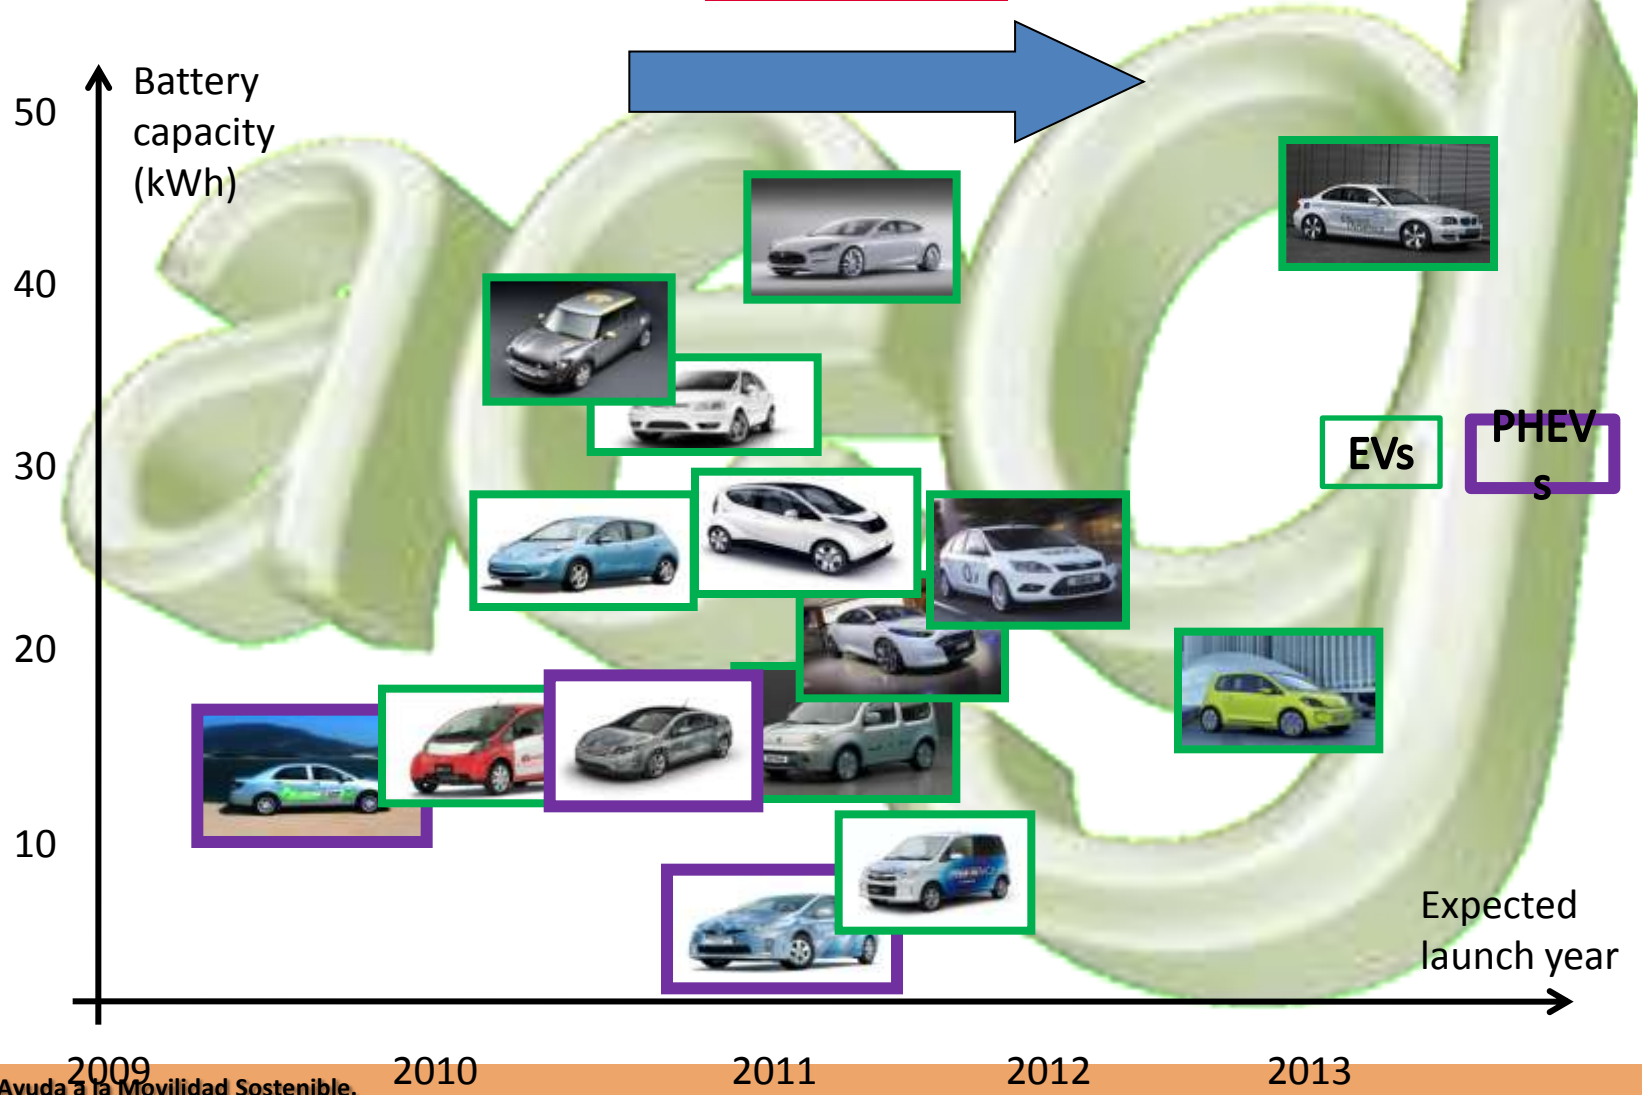 Battery
capacity
(kWh)
50
40
30
20
10
EVs
PHEV
s
Expected
launch year
2009
2010
2011
2012
2013
Ayuda a la Movilidad Sostenible.
aeg